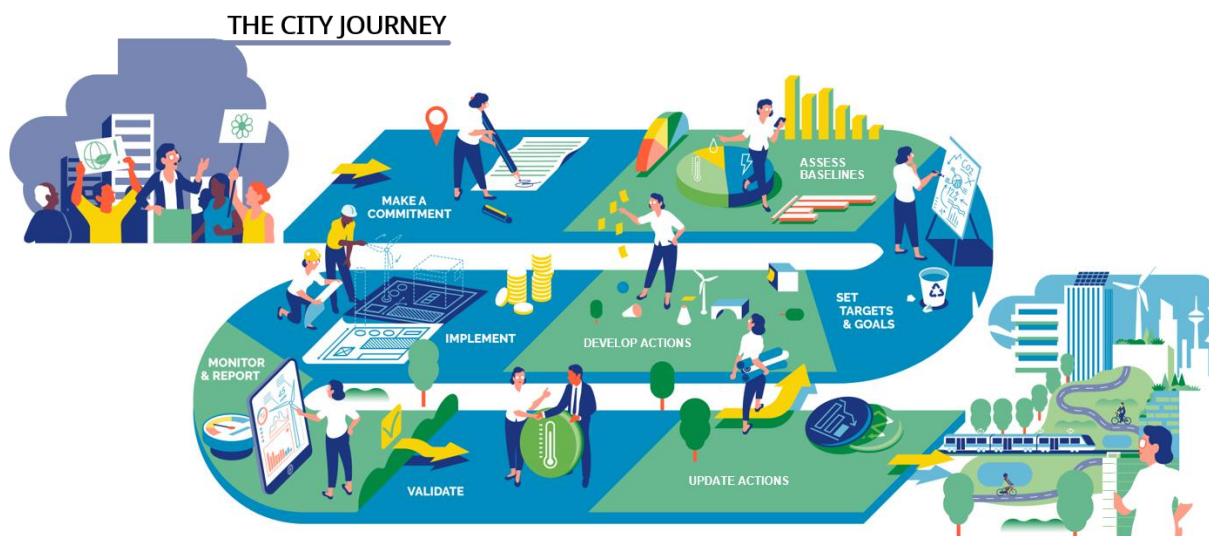 THE CITY JOURNEY
MAKE A
COMMITMENT
ASSESS
BASELINES
SET
TARGETS
& GOALS
DEVELOP ACTIONS
IMPLEMENT
MONITOR
& REPORT
VALIDATE
UPDATE ACTIONS